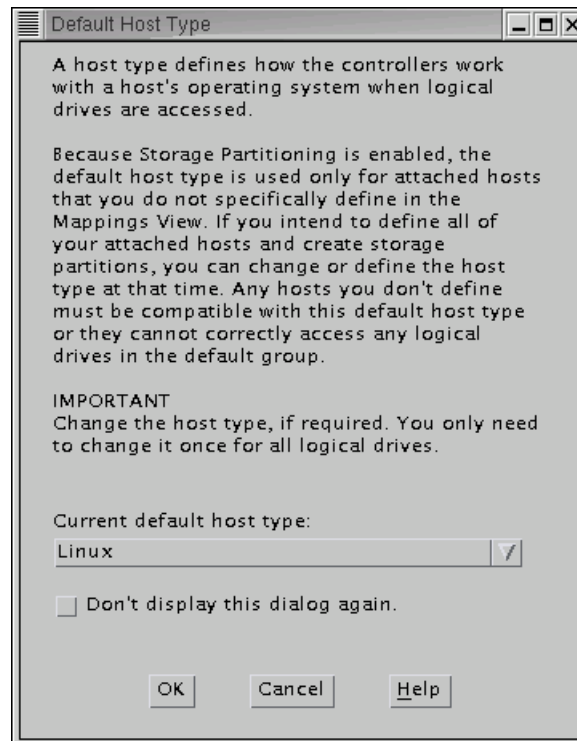 Default Host Type
A host type defines how the controllers work
with a host's operating system when logical
drives are accessed.
Because Storage Partitioning is enabled, the
default host type is used only for attached hosts
that you do not specifically define in the
Mappings View. If you intend to define all of
your attached hosts and create storage
partitions, you can change or define the host
type at that time. Any hosts you don't define
must be compatible with this default host type
or they cannot correctly access any logical
drives in the default group.
IMPORTANT
Change the host type, if required. You only need
to change it once for all logical drives.
Current default host type:
Linux
Don't display this dialog again.
OK Cancel Help